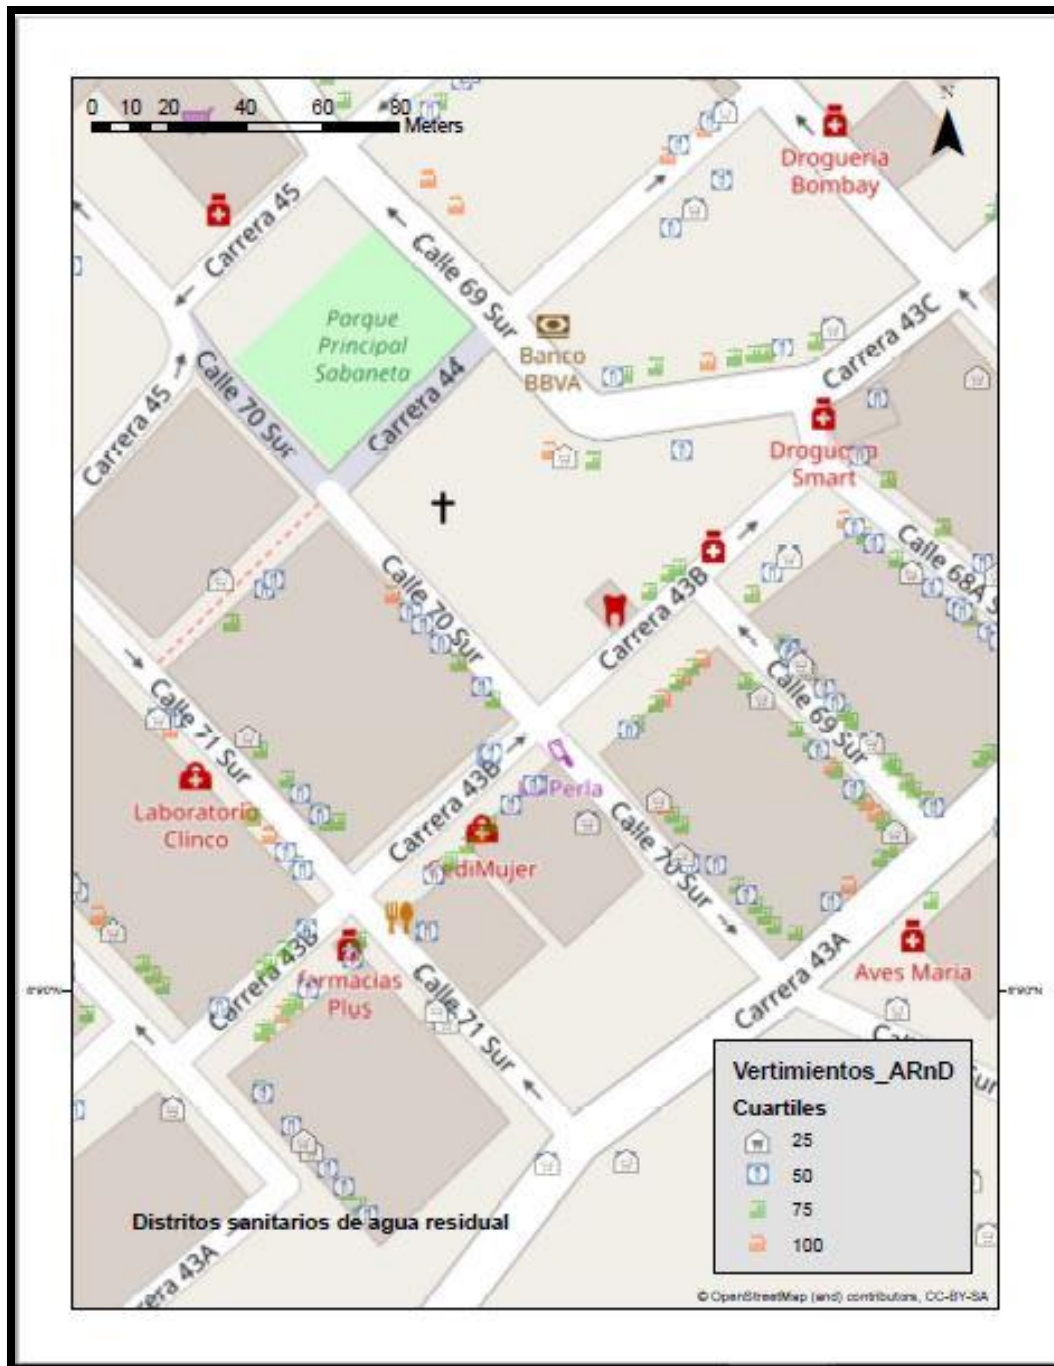 0 10 20 40 60 80
Meters
N
Drogueria
Bombay
Carrera 45
Calle 69 Sur
Parque
Principal
Sabaneta
Banco
BBVA
Carrera 43C
Calle 70 Sur
Carrera 44
Carrera 45
Drogueria
Smart
Calle 68A S
Calle 70 Sur
Carrera 43B
Calle 69 Sur
Calle 71 Sur
Laboratorio
Clinco
Carrera 43B
Perla
Calle 70 Sur
CediMujer
Carrera 43B
farmacias
Plus
Calle 71 Sur
Carrera 43A
Aves Maria
Sur
Vertimientos_ARnD
Cuartiles
25
50
75
100
Distritos sanitarios de agua residual
era 43A
© OpenStreetMap (and) contributors, CC-BY-SA